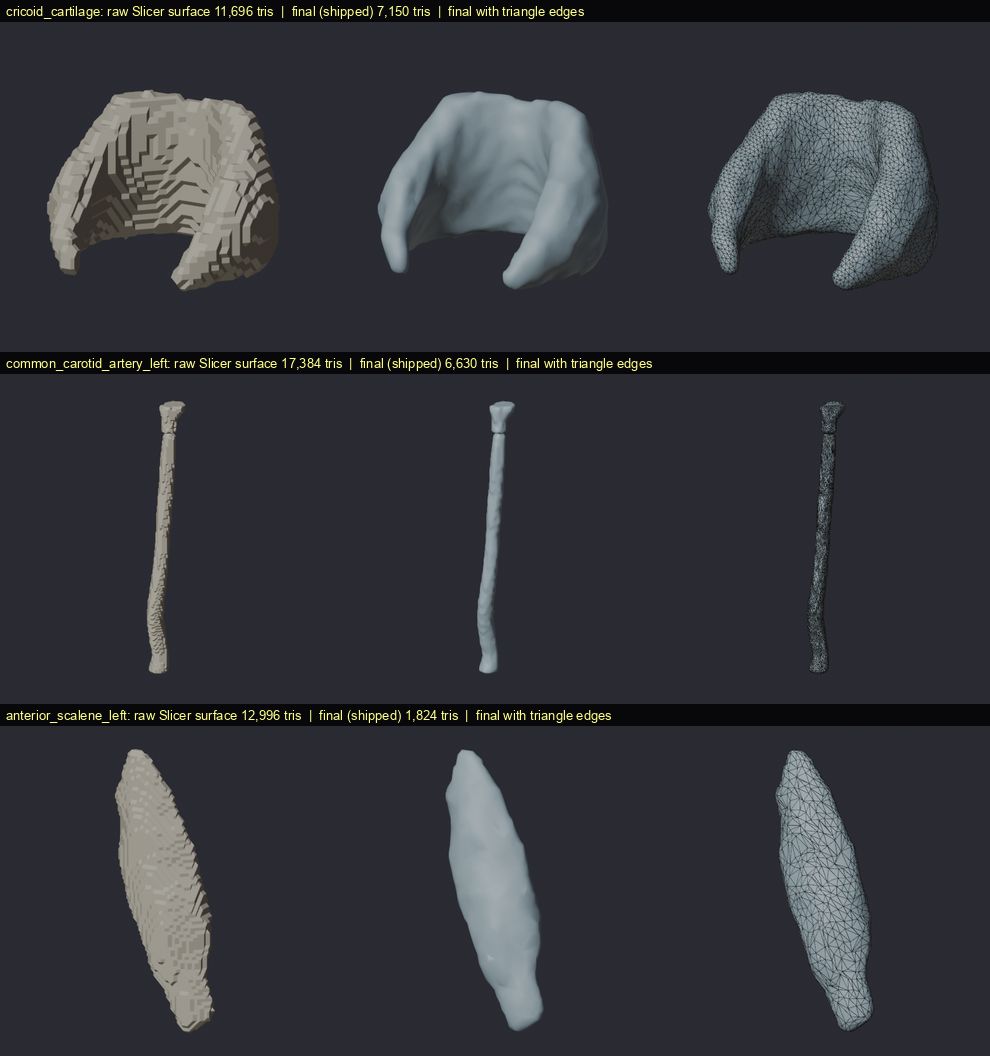 cricoid_cartilage: raw Slicer surface 11,696 tris | final (shipped) 7,150 tris | final with triangle edges
common_carotid_artery_left: raw Slicer surface 17,384 tris | final (shipped) 6,630 tris | final with triangle edges
anterior_scalene_left: raw Slicer surface 12,996 tris | final (shipped) 1,824 tris | final with triangle edges